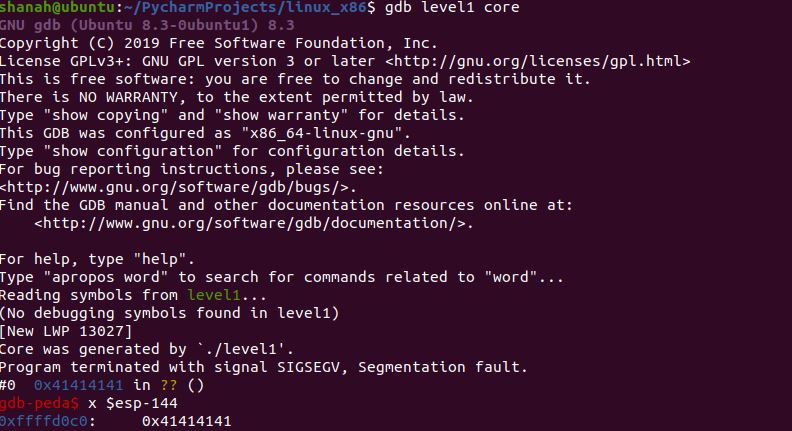 shanah@ubuntu:~/PycharmProjects/linux_x86$ gdb level1 core
GNU gdb (Ubuntu 8.3-0ubuntu1) 8.3
Copyright (C) 2019 Free Software Foundation, Inc.
License GPLv3+: GNU GPL version 3 or later <http://gnu.org/licenses/gpl.html>
This is free software: you are free to change and redistribute it.
There is NO WARRANTY, to the extent permitted by law.
Type "show copying" and "show warranty" for details.
This GDB was configured as "x86_64-linux-gnu".
Type "show configuration" for configuration details.
For bug reporting instructions, please see:
<http://www.gnu.org/software/gdb/bugs/>.
Find the GDB manual and other documentation resources online at:
    <http://www.gnu.org/software/gdb/documentation/>.

For help, type "help".
Type "apropos word" to search for commands related to "word"...
Reading symbols from level1...
(No debugging symbols found in level1)
[New LWP 13027]
Core was generated by `./level1'.
Program terminated with signal SIGSEGV, Segmentation fault.
#0  0x41414141 in ?? ()
gdb-peda$ x $esp-144
0xffffd0c0:     0x41414141